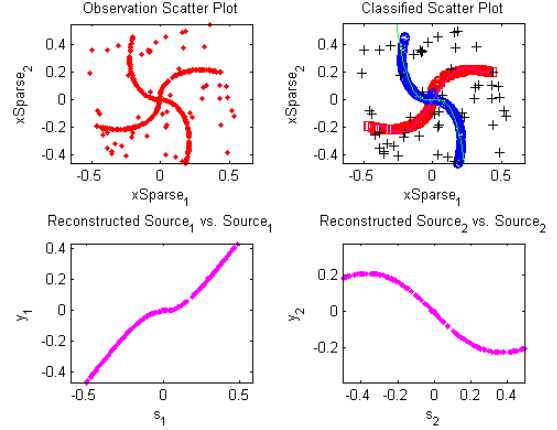 Observation Scatter Plot
Classified Scatter Plot
xSparse2
0.4
0.2
0
-0.2
-0.4
-0.5
0
0.5
xSparse1
xSparse2
0.4
0.2
0
-0.2
-0.4
-0.5
0
0.5
xSparse1
Reconstructed Source1 vs. Source1
Reconstructed Source2 vs. Source2
y1
0.4
0.2
0
-0.2
-0.4
-0.5
0
0.5
s1
y2
0.2
0
-0.2
-0.4
-0.2
0
0.2
0.4
s2